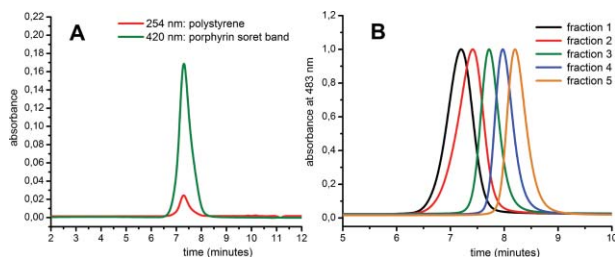 A
254 nm: polystyrene
420 nm: porphyrin soret band
absorbance
0,22
0,20
0,18
0,16
0,14
0,12
0,10
0,08
0,06
0,04
0,02
0,00
2 3 4 5 6 7 8 9 10 11 12
time (minutes)
B
fraction 1
fraction 2
fraction 3
fraction 4
fraction 5
absorbance at 483 nm
1,2
1,0
0,8
0,6
0,4
0,2
0,0
5 6 7 8 9 10
time (minutes)